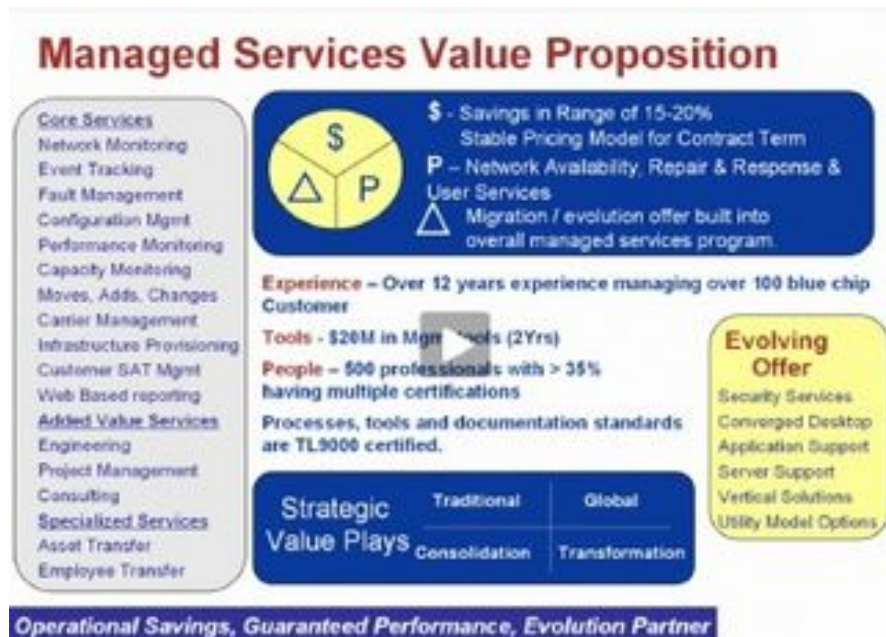 Managed Services Value Proposition
Core Services
Network Monitoring
Event Tracking
Fault Management
Configuration Mgmt
Performance Monitoring
Capacity Monitoring
Moves, Adds, Changes
Carrier Management
Infrastructure Provisioning
Customer SAT Mgmt
Web Based reporting
Added Value Services
Engineering
Project Management
Consulting
Specialized Services
Asset Transfer
Employee Transfer
$
P
$ - Savings in Range of 15-20%
Stable Pricing Model for Contract Term
P – Network Availability, Repair & Response &
User Services
Migration / evolution offer built into
overall managed services program.
Experience – Over 12 years experience managing over 100 blue chip
Customer
Tools - $20M in Mgmt tools (2Yrs)
People – 500 professionals with > 35%
having multiple certifications
Processes, tools and documentation standards
are TL9000 certified.
Strategic
Value Plays
Traditional
Global
Consolidation
Transformation
Evolving
Offer
Security Services
Converged Desktop
Application Support
Server Support
Vertical Solutions
Utility Model Options
Operational Savings, Guaranteed Performance, Evolution Partner